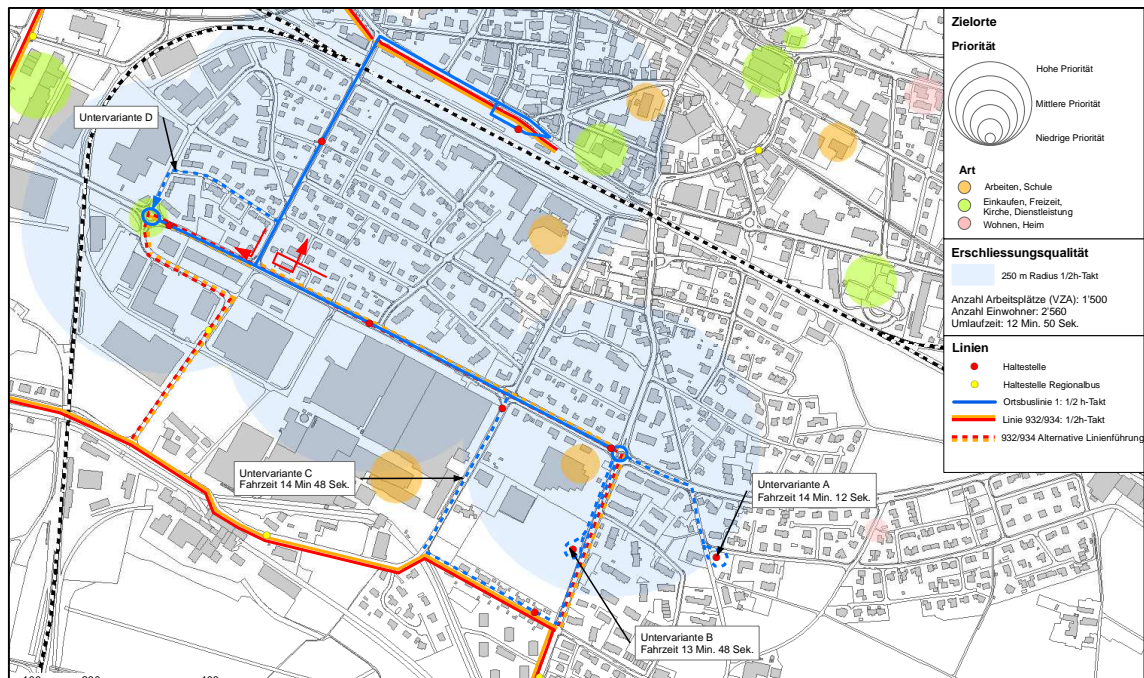 Untervariante D
Untervariante C
Fahrzeit 14 Min 48 Sek.
Untervariante A
Fahrzeit 14 Min. 12 Sek.
Untervariante B
Fahrzeit 13 Min. 48 Sek.
Zielorte
Priorität
Hohe Priorität
Mittlere Priorität
Niedrige Priorität
Art
Arbeiten, Schule
Einkaufen, Freizeit,
Kirche, Dienstleistung
Wohnen, Heim
Erschliessungsqualität
250 m Radius 1/2h-Takt
Anzahl Arbeitsplätze (VZA): 1'500
Anzahl Einwohner: 2'560
Umlaufzeit: 12 Min. 50 Sek.
Linien
Haltestelle
Haltestelle Regionalbus
Ortsbuslinie 1: 1/2 h-Takt
Linie 932/934: 1/2h-Takt
932/934 Alternative Linienführung